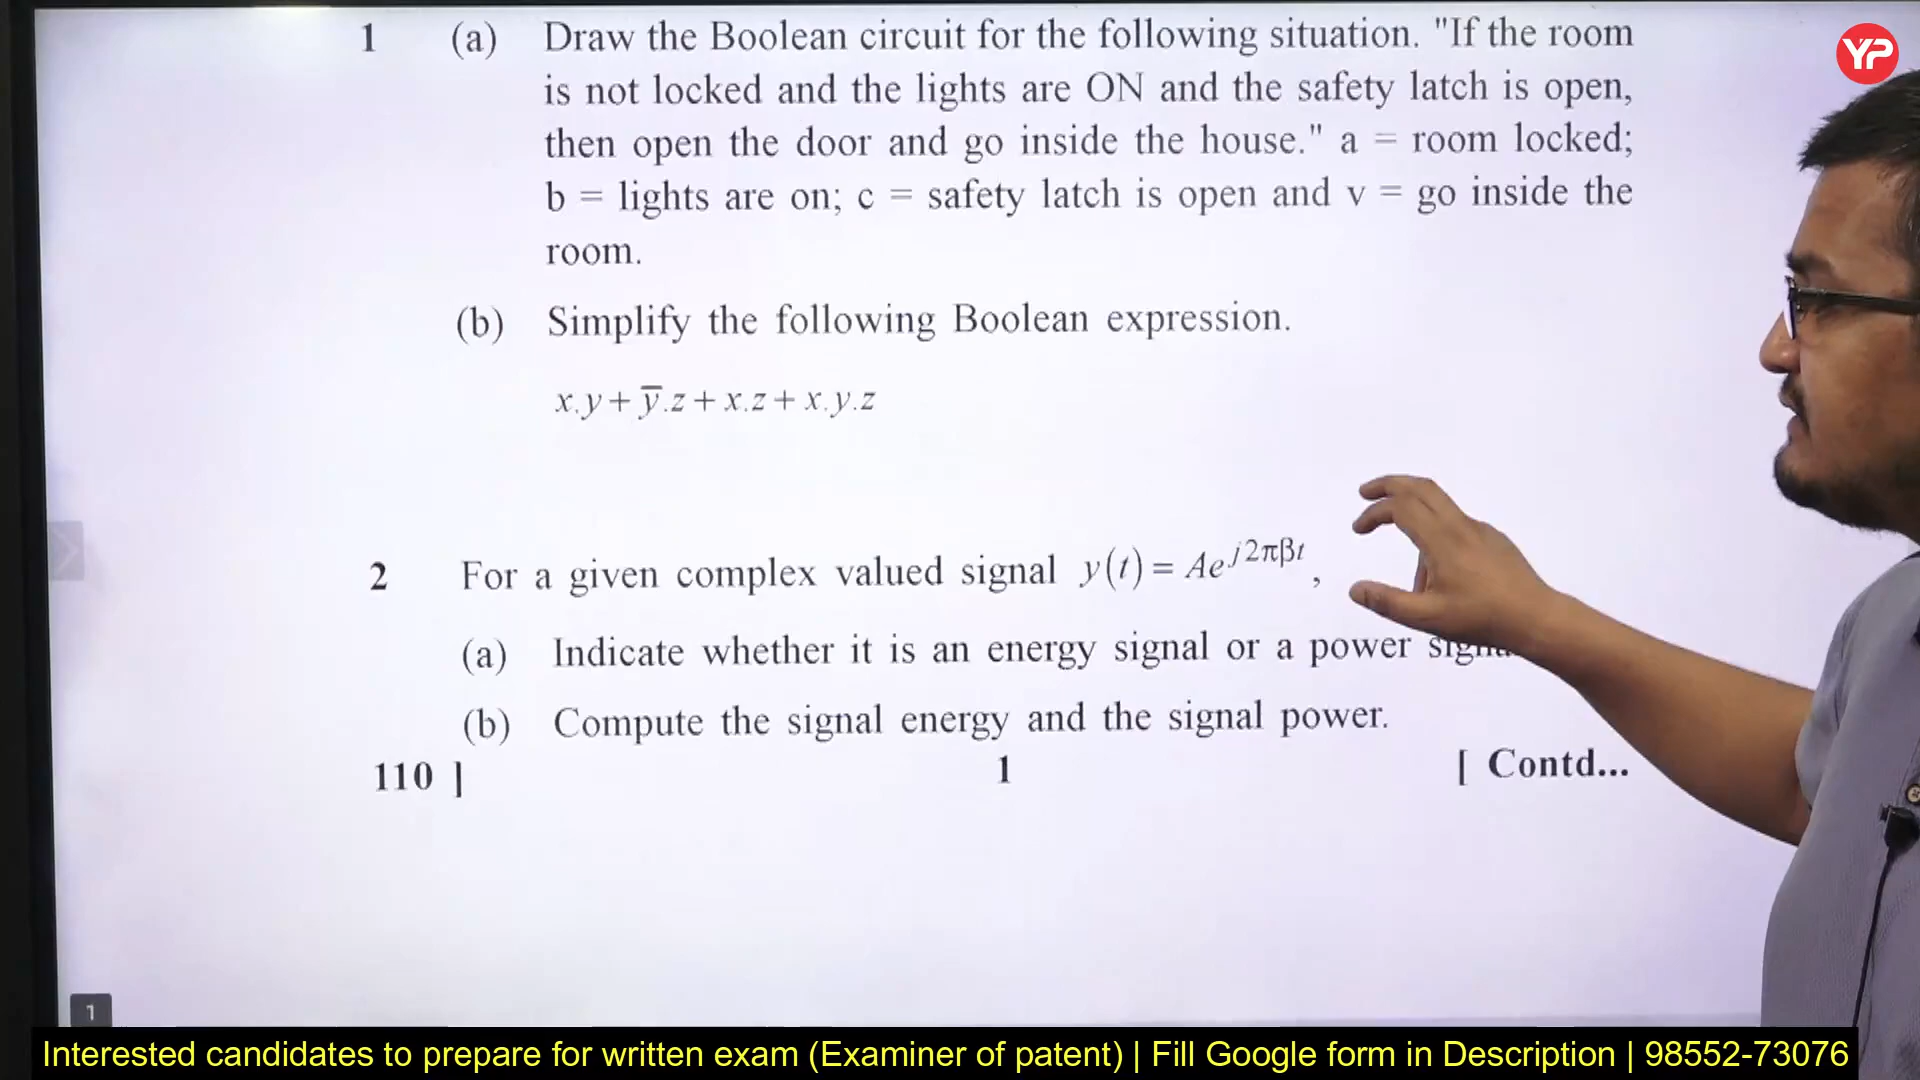 YP
1 (a) Draw the Boolean circuit for the following situation. "If the room
is not locked and the lights are ON and the safety latch is open,
then open the door and go inside the house." a = room locked;
b = lights are on; c = safety latch is open and v = go inside the
room.
(b) Simplify the following Boolean expression.
x.y + y̅.z + x.z + x.y.z
2 For a given complex valued signal y(t) = Ae^{j2πβt},
(a) Indicate whether it is an energy signal or a power
(b) Compute the signal energy and the signal power.
110 ] 1 [ Contd...
1
Interested candidates to prepare for written exam (Examiner of patent) | Fill Google form in Description | 98552-73076